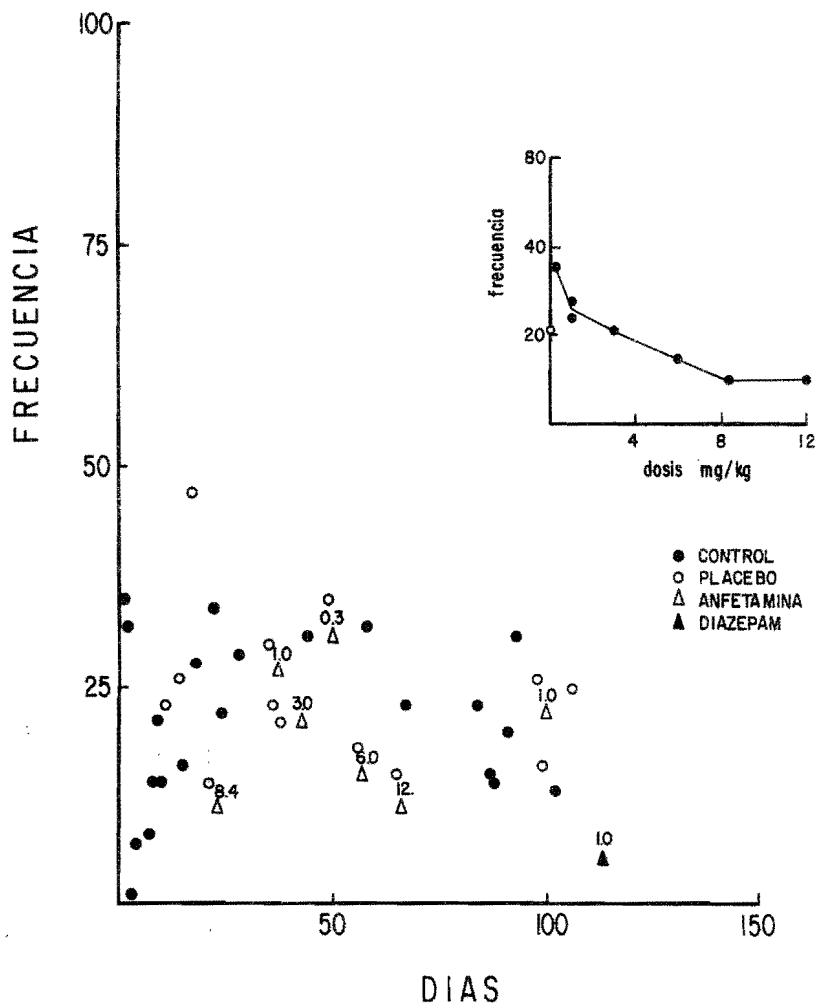 100
75
50
25
FRECUENCIA
50
100
150
DIAS
8.4
1.0
3.0
0.3
6.0
12.
1.0
1.0
80
40
20
frecuencia
4
8
12
dosis mg/kg
CONTROL
PLACEBO
ANFETAMINA
DIAZEPAM